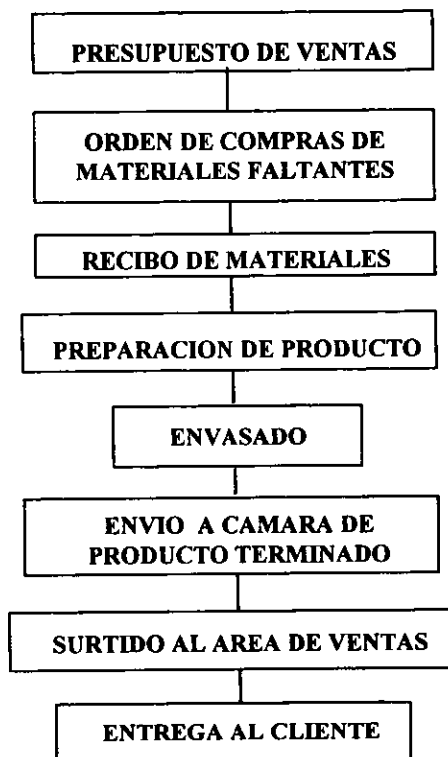 PRESUPUESTO DE VENTAS
ORDEN DE COMPRAS DE
MATERIALES FALTANTES
RECIBO DE MATERIALES
PREPARACION DE PRODUCTO
ENVASADO
ENVIO A CAMARA DE
PRODUCTO TERMINADO
SURTIDO AL AREA DE VENTAS
ENTREGA AL CLIENTE